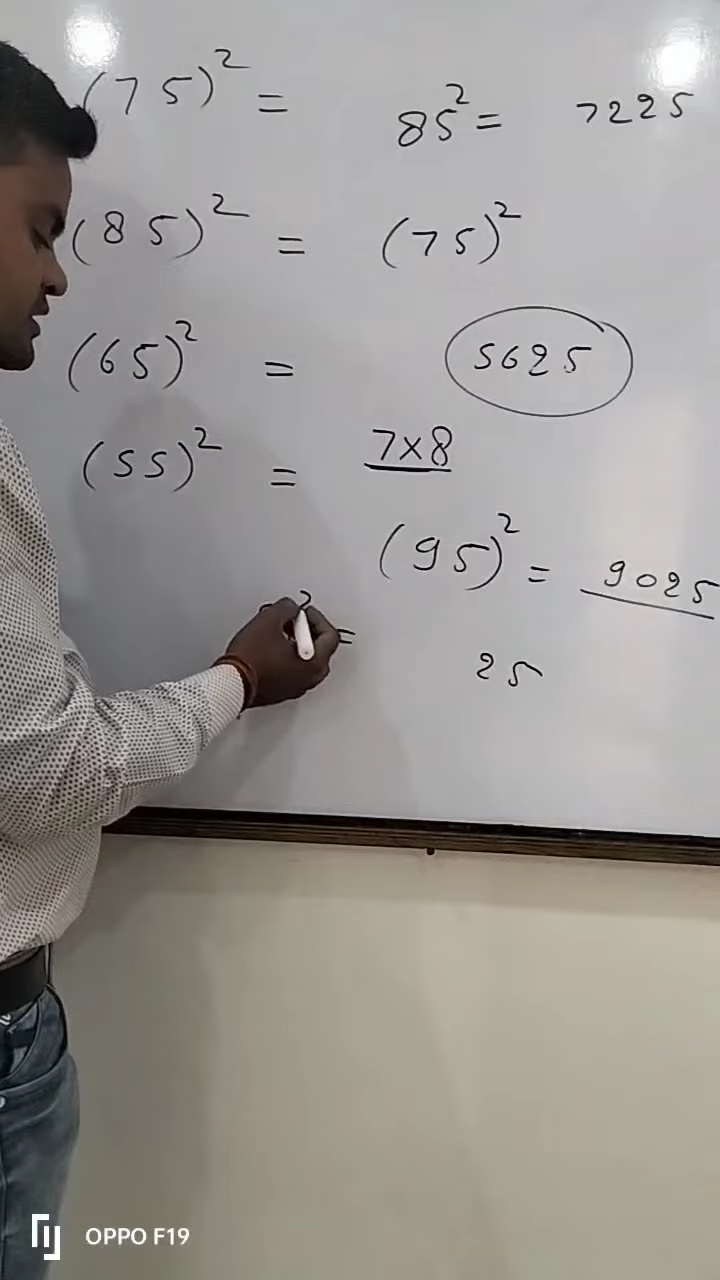 (75)² =
85² = 7225
(85)² = (75)²
(65)² =
5625
(55)² =
7×8
(95)² = 9025
² =
25
OPPO F19